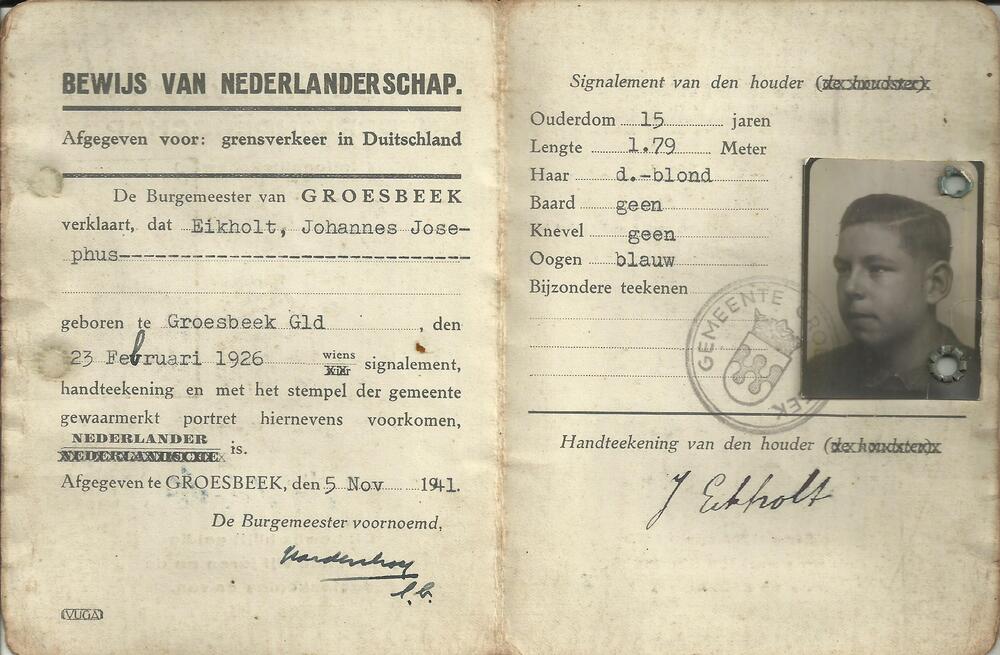 BEWIJS VAN NEDERLANDERSCHAP.
Afgegeven voor: grensverkeer in Duitschland
De Burgemeester van GROESBEEK
verklaart, dat Eikholt, Johannes Jose-
phus-----------------------------
geboren te Groesbeek Gld, den
23 Februari 1926 wiens signalement,
handteekening en met het stempel der gemeente
gewaarmerkt portret hiernevens voorkomen,
NEDERLANDER
NEDERLANDSCHE is.
Afgegeven te GROESBEEK, den 5 Nov 1941.
De Burgemeester voornoemd,
l.b.
VUGA
Signalement van den houder (de houdster)
Ouderdom 15 jaren
Lengte 1.79 Meter
Haar d.-blond
Baard geen
Knevel geen
Oogen blauw
Bijzondere teekenen
GEMEENTE GRO EK
Handteekening van den houder (de houdster)
J Eikholt